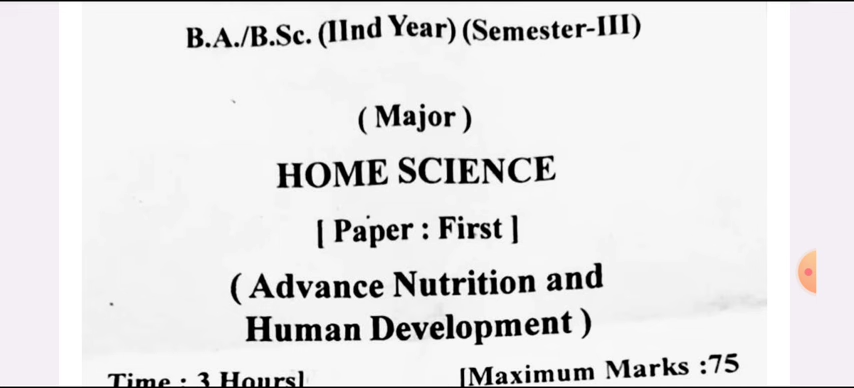 B.A./B.Sc. (IInd Year) (Semester-III)
( Major )
HOME SCIENCE
[ Paper : First ]
( Advance Nutrition and
Human Development )
Time : 3 Hours] [Maximum Marks :75